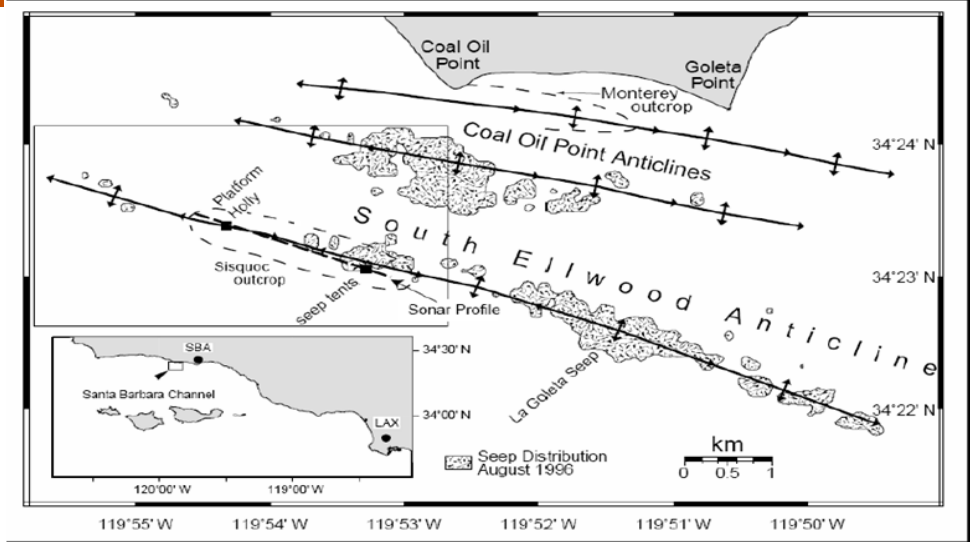 Coal Oil
Point
Goleta
Point
Monterey
outcrop
34°24' N
Coal Oil Point Anticlines
Platform
Holly
South Ellwood Anticline
Sisquoc
outcrop
34°23' N
seep tents
Sonar Profile
La Goleta Seep
34°22' N
SBA
34°30' N
Santa Barbara Channel
34°00' N
LAX
120°00' W
119°00' W
Seep Distribution
August 1996
km
0 0.5 1
119°55'W
119°54'W
119°53'W
119°52'W
119°51'W
119°50'W